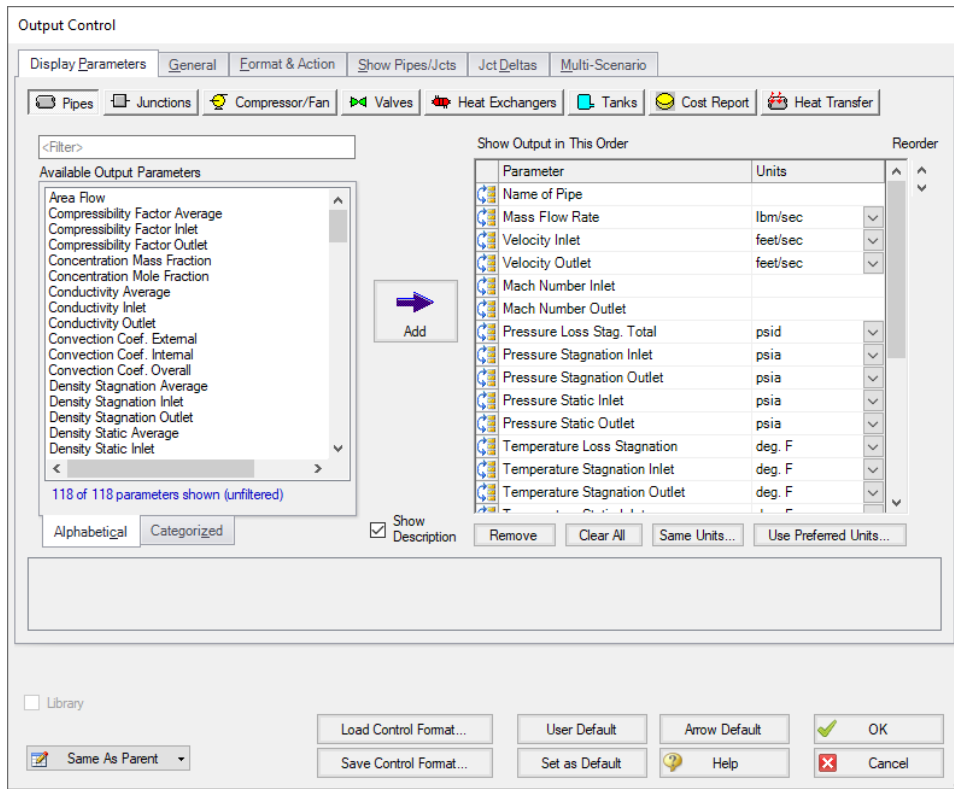 Output Control
Display Parameters
General
Format & Action
Show Pipes/Jcts
Jct Deltas
Multi-Scenario
Pipes
Junctions
Compressor/Fan
Valves
Heat Exchangers
Tanks
Cost Report
Heat Transfer
<Filter>
Available Output Parameters
Area Flow
Compressibility Factor Average
Compressibility Factor Inlet
Compressibility Factor Outlet
Concentration Mass Fraction
Concentration Mole Fraction
Conductivity Average
Conductivity Inlet
Conductivity Outlet
Convection Coef. External
Convection Coef. Internal
Convection Coef. Overall
Density Stagnation Average
Density Stagnation Inlet
Density Stagnation Outlet
Density Static Average
Density Static Inlet
118 of 118 parameters shown (unfiltered)
Alphabetical
Categorized
Add
Show
Description
Show Output in This Order
Reorder
Parameter Units
Name of Pipe
Mass Flow Rate lbm/sec
Velocity Inlet feet/sec
Velocity Outlet feet/sec
Mach Number Inlet
Mach Number Outlet
Pressure Loss Stag. Total psid
Pressure Stagnation Inlet psia
Pressure Stagnation Outlet psia
Pressure Static Inlet psia
Pressure Static Outlet psia
Temperature Loss Stagnation deg. F
Temperature Stagnation Inlet deg. F
Temperature Stagnation Outlet deg. F
Remove
Clear All
Same Units...
Use Preferred Units...
Library
Same As Parent
Load Control Format...
User Default
Arrow Default
OK
Save Control Format...
Set as Default
Help
Cancel